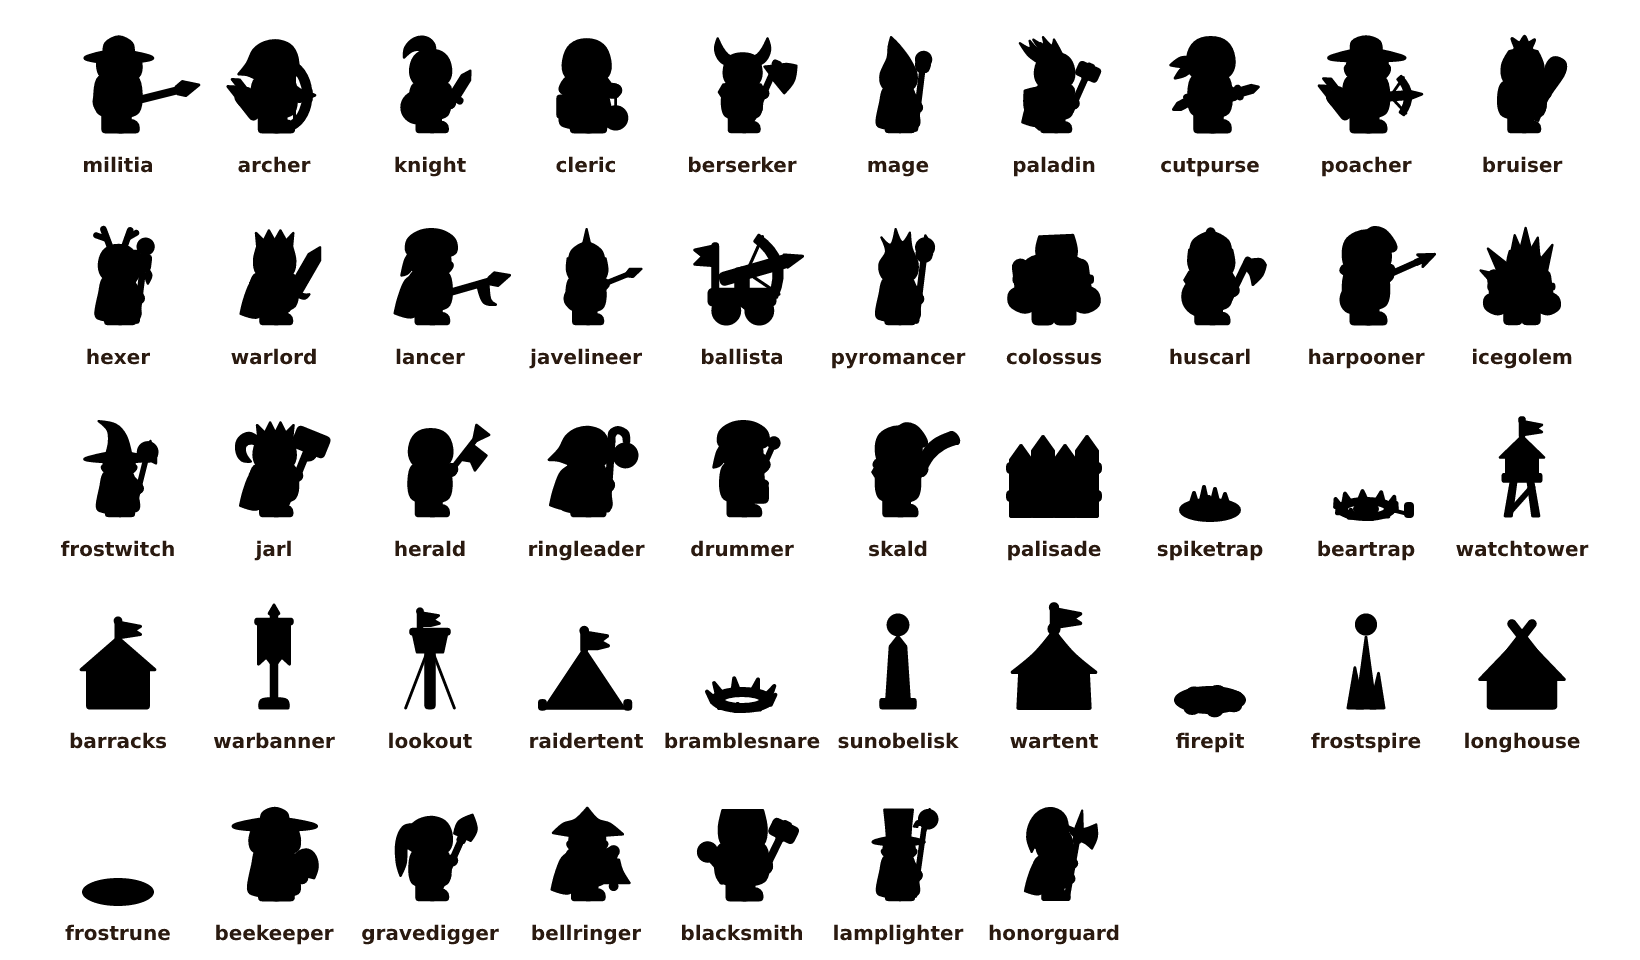 militia archer knight cleric berserker mage paladin cutpurse poacher bruiser
hexer warlord lancer javelineer ballista pyromancer colossus huscarl harpooner icegolem
frostwitch jarl herald ringleader drummer skald palisade spiketrap beartrap watchtower
barracks warbanner lookout raidertent bramblesnare sunobelisk wartent firepit frostspire longhouse
frostrune beekeeper gravedigger bellringer blacksmith lamplighter honorguard